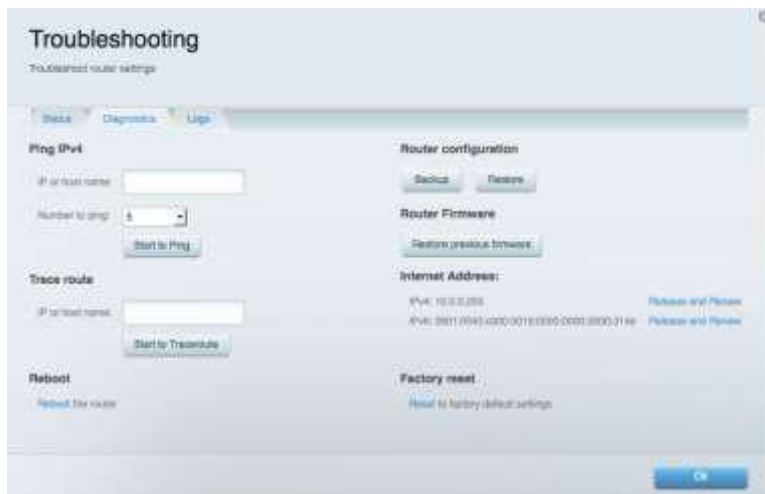 Troubleshooting
Troubleshoot router settings
Status
Diagnostics
Logs
Ping IPv4
IP or host name:
Number to ping:
5
Start to Ping
Trace route
IP or host name:
Start to Traceroute
Reboot
Reboot the router
Router configuration
Backup
Restore
Router Firmware
Restore previous firmware
Internet Address:
IPv4:
Release and Renew
Release and Renew
Factory reset
Reset to factory default settings
Ok